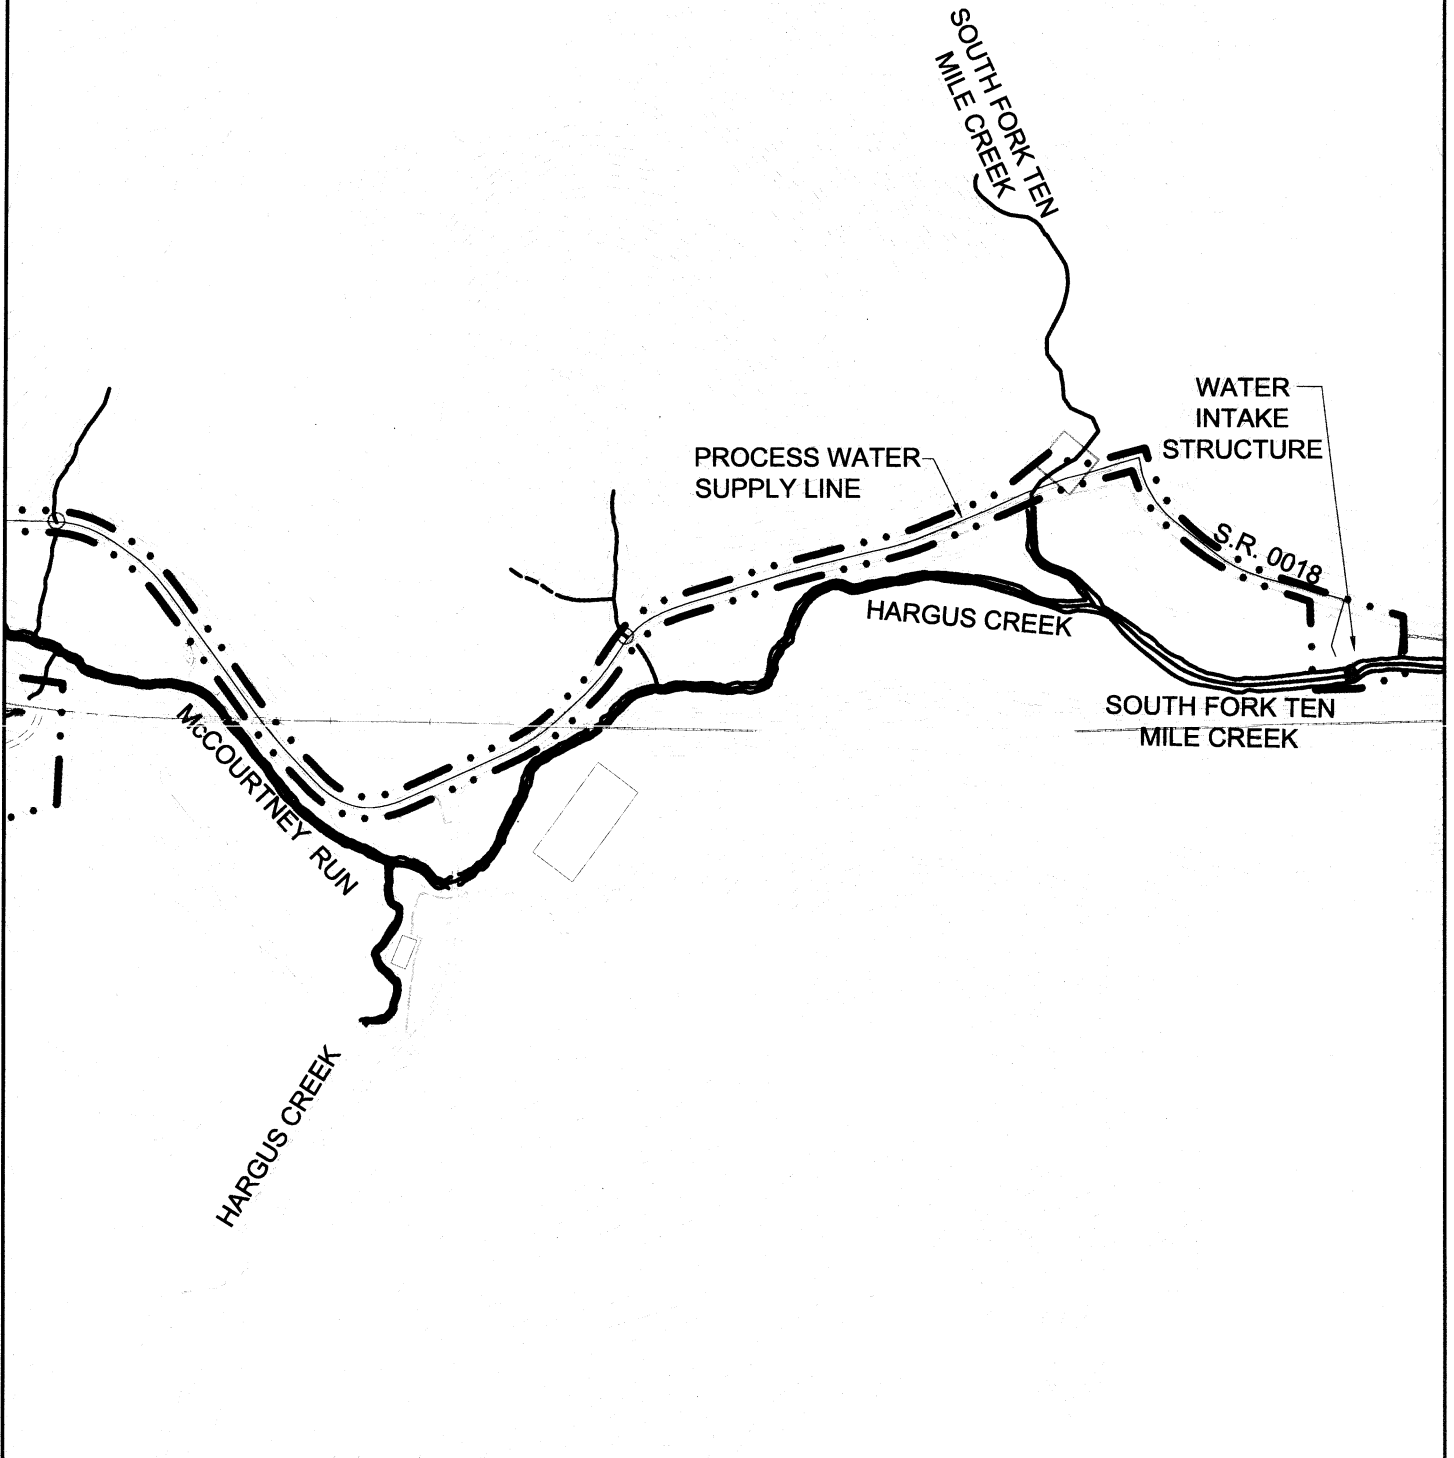 SOUTH FORK TEN
MILE CREEK
WATER
INTAKE
STRUCTURE
PROCESS WATER
SUPPLY LINE
S.R. 0018
HARGUS CREEK
SOUTH FORK TEN
MILE CREEK
McCOURTNEY RUN
HARGUS CREEK